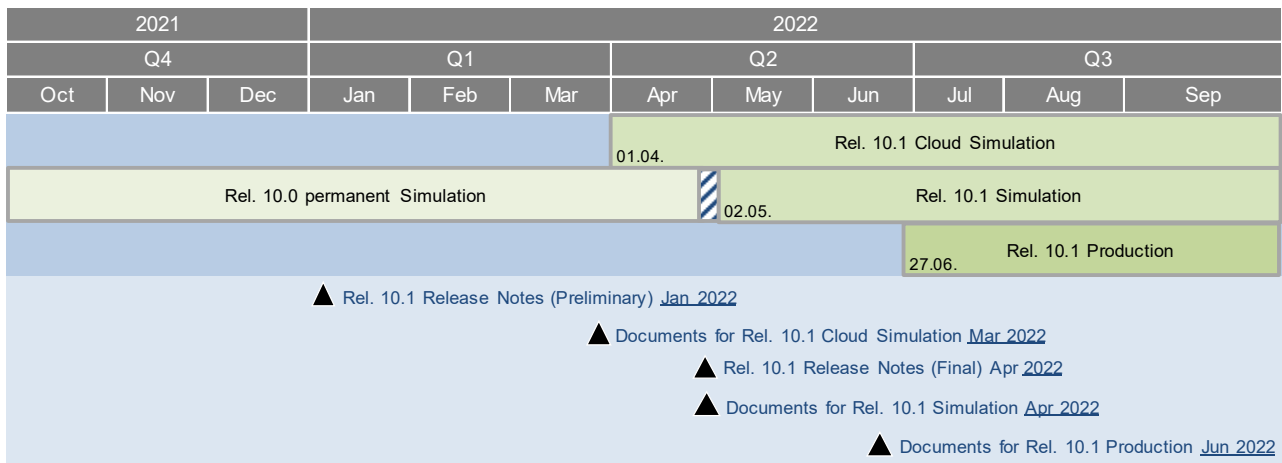 2021 2022
Q4 Q1 Q2 Q3
Oct Nov Dec Jan Feb Mar Apr May Jun Jul Aug Sep
Rel. 10.1 Cloud Simulation
01.04.
Rel. 10.0 permanent Simulation Rel. 10.1 Simulation
02.05.
Rel. 10.1 Production
27.06.
Rel. 10.1 Release Notes (Preliminary) Jan 2022
Documents for Rel. 10.1 Cloud Simulation Mar 2022
Rel. 10.1 Release Notes (Final) Apr 2022
Documents for Rel. 10.1 Simulation Apr 2022
Documents for Rel. 10.1 Production Jun 2022